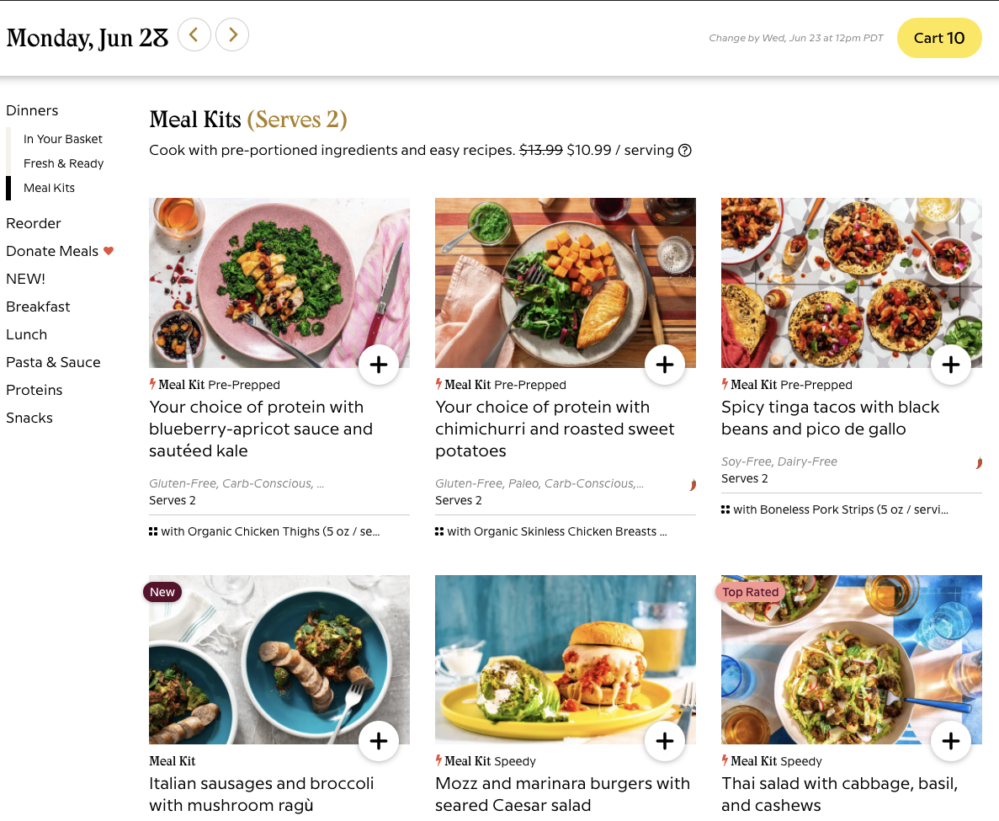 Monday, Jun 28
Change by Wed, Jun 23 at 12pm PDT
Cart 10
Dinners
In Your Basket
Fresh & Ready
Meal Kits
Reorder
Donate Meals
NEW!
Breakfast
Lunch
Pasta & Sauce
Proteins
Snacks
Meal Kits (Serves 2)
Cook with pre-portioned ingredients and easy recipes. $13.99 $10.99 / serving ?
Meal Kit Pre-Prepped
Your choice of protein with
blueberry-apricot sauce and
sautéed kale
Gluten-Free, Carb-Conscious, ...
Serves 2
with Organic Chicken Thighs (5 oz / se...
Meal Kit Pre-Prepped
Your choice of protein with
chimichurri and roasted sweet
potatoes
Gluten-Free, Paleo, Carb-Conscious,...
Serves 2
with Organic Skinless Chicken Breasts ...
Meal Kit Pre-Prepped
Spicy tinga tacos with black
beans and pico de gallo
Soy-Free, Dairy-Free
Serves 2
with Boneless Pork Strips (5 oz / servi...
New
Meal Kit
Italian sausages and broccoli
with mushroom ragù
Meal Kit Speedy
Mozz and marinara burgers with
seared Caesar salad
Top Rated
Meal Kit Speedy
Thai salad with cabbage, basil,
and cashews